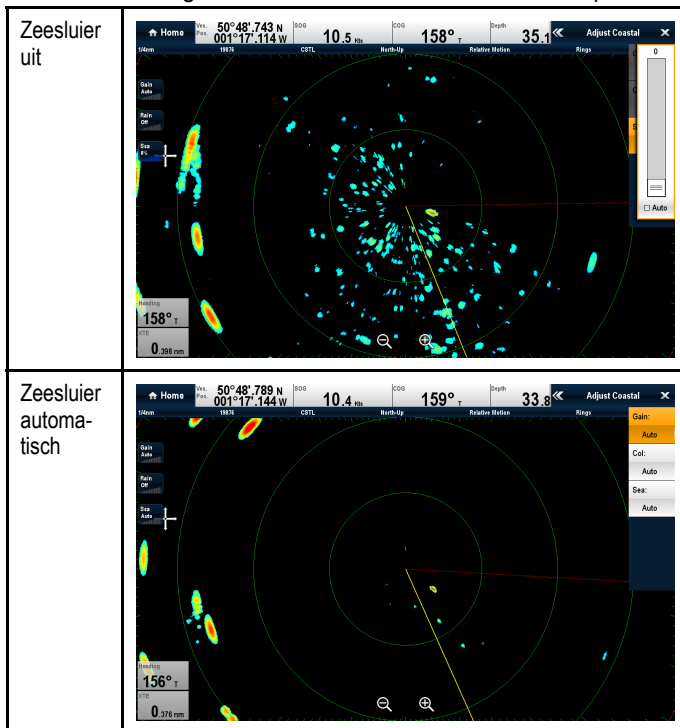 Zeesluier
uit
Home
Ves. Pos. 50°48'.743 N 001°17'.114 W
SOG 10.5 Kts
COG 158° T
Depth 35.1
Adjust Coastal X
1/4nm 19876 CSTL North-Up Relative Motion Rings
0
Gain
Auto
Rain
Off
Sea
0%
Auto
Heading
158° T
XTE
0.398 nm
Zeesluier
automa-
tisch
Home
Ves. Pos. 50°48'.789 N 001°17'.144 W
SOG 10.4 Kts
COG 159° T
Depth 33.8
Adjust Coastal X
1/4nm 19876 CSTL North-Up Relative Motion Rings
Gain:
Auto
Col:
Auto
Sea:
Auto
Gain
Auto
Rain
Off
Sea
Auto
Heading
156° T
XTE
0.376 nm